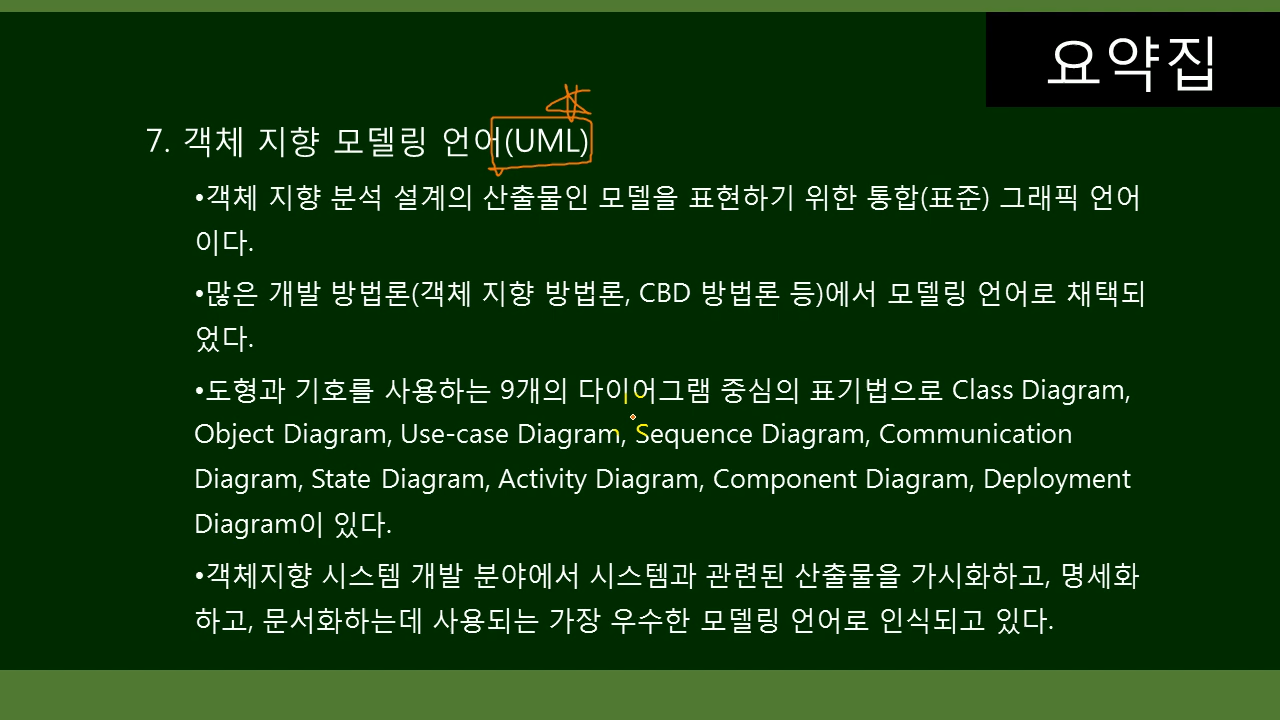 요약집
7. 객체 지향 모델링 언어(UML)
•객체 지향 분석 설계의 산출물인 모델을 표현하기 위한 통합(표준) 그래픽 언어
이다.
•많은 개발 방법론(객체 지향 방법론, CBD 방법론 등)에서 모델링 언어로 채택되
었다.
•도형과 기호를 사용하는 9개의 다이어그램 중심의 표기법으로 Class Diagram,
Object Diagram, Use-case Diagram, Sequence Diagram, Communication
Diagram, State Diagram, Activity Diagram, Component Diagram, Deployment
Diagram이 있다.
•객체지향 시스템 개발 분야에서 시스템과 관련된 산출물을 가시화하고, 명세화
하고, 문서화하는데 사용되는 가장 우수한 모델링 언어로 인식되고 있다.